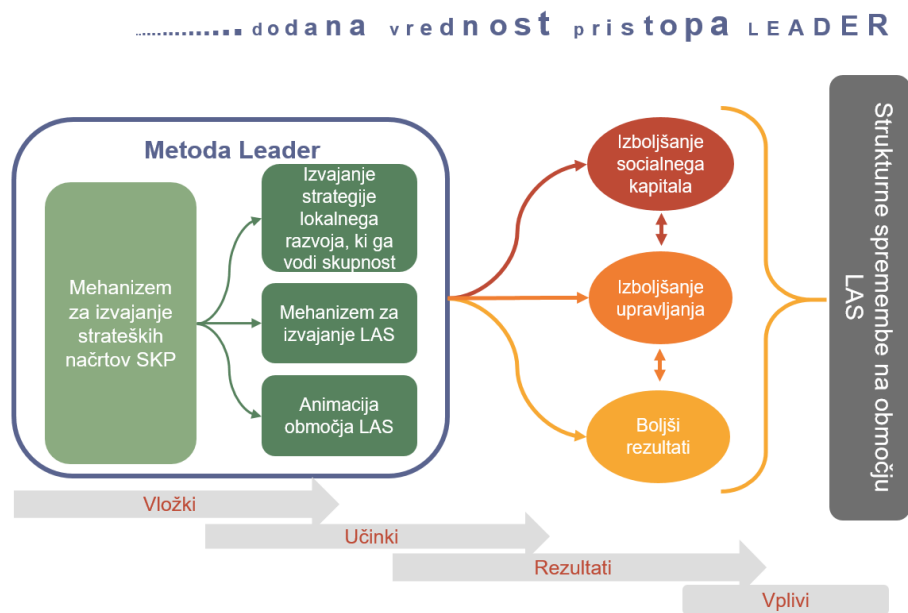 dodana vrednost pristopa LEADER
Metoda Leader
Mehanizem
za izvajanje
strateških
načrtov SKP
Izvajanje
strategije
lokalnega
razvoja, ki ga
vodi skupnost
Mehanizem za
izvajanje LAS
Animacija
območja LAS
Izboljšanje
socialnega
kapitala
Izboljšanje
upravljanja
Boljši
rezultati
Strukturne spremembe na območju
LAS
Vložki
Učinki
Rezultati
Vplivi